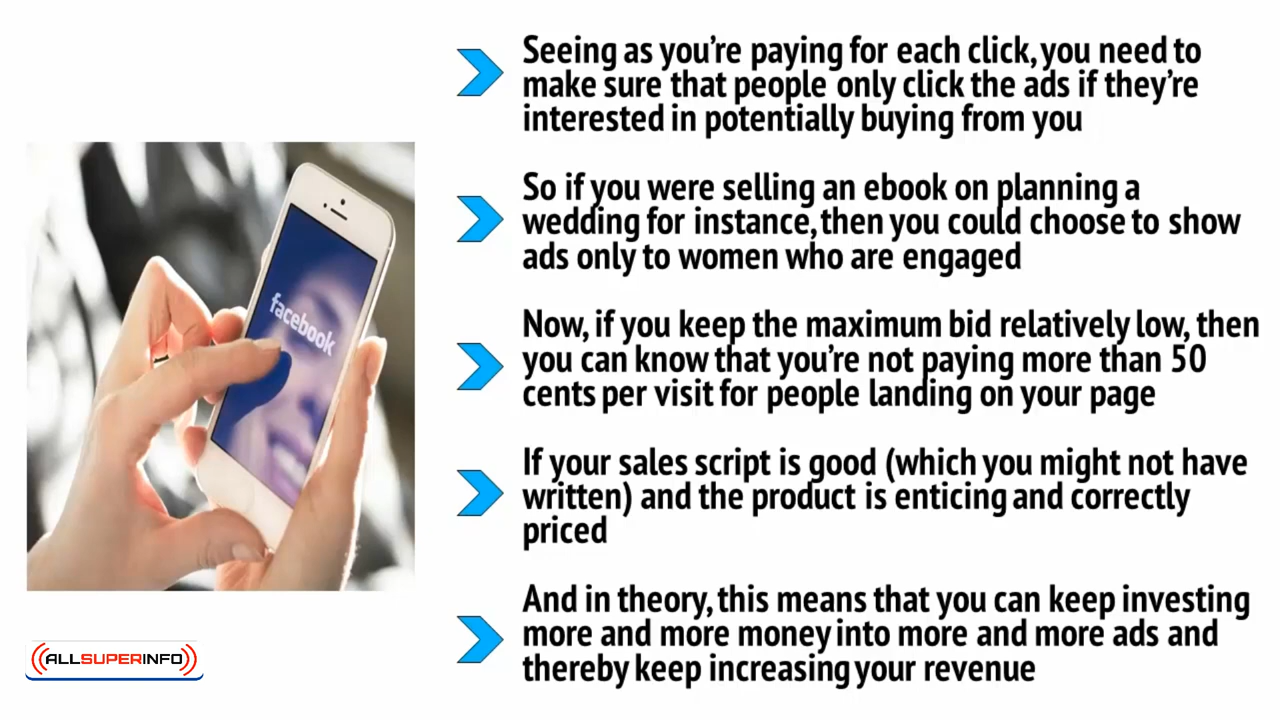 Seeing as you're paying for each click, you need to
make sure that people only click the ads if they're
interested in potentially buying from you
So if you were selling an ebook on planning a
wedding for instance, then you could choose to show
ads only to women who are engaged
Now, if you keep the maximum bid relatively low, then
you can know that you're not paying more than 50
cents per visit for people landing on your page
If your sales script is good (which you might not have
written) and the product is enticing and correctly
priced
And in theory, this means that you can keep investing
more and more money into more and more ads and
thereby keep increasing your revenue
facebook
ALLSUPERINFO